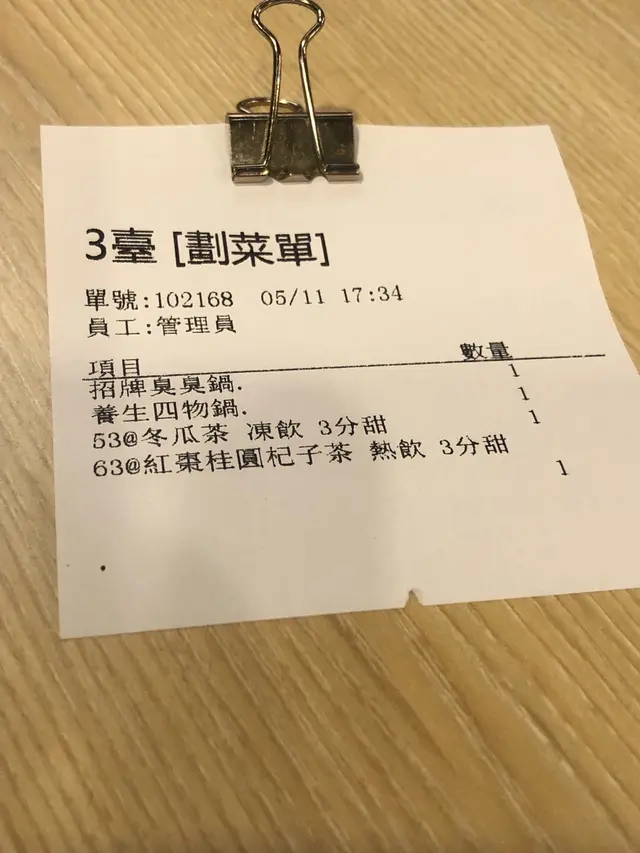 3臺 [劃菜單]
單號:102168 05/11 17:34
員工:管理員
項目 數量
招牌臭臭鍋. 1
養生四物鍋. 1
53@冬瓜茶 凍飲 3分甜 1
63@紅棗桂圓杞子茶 熱飲 3分甜
1